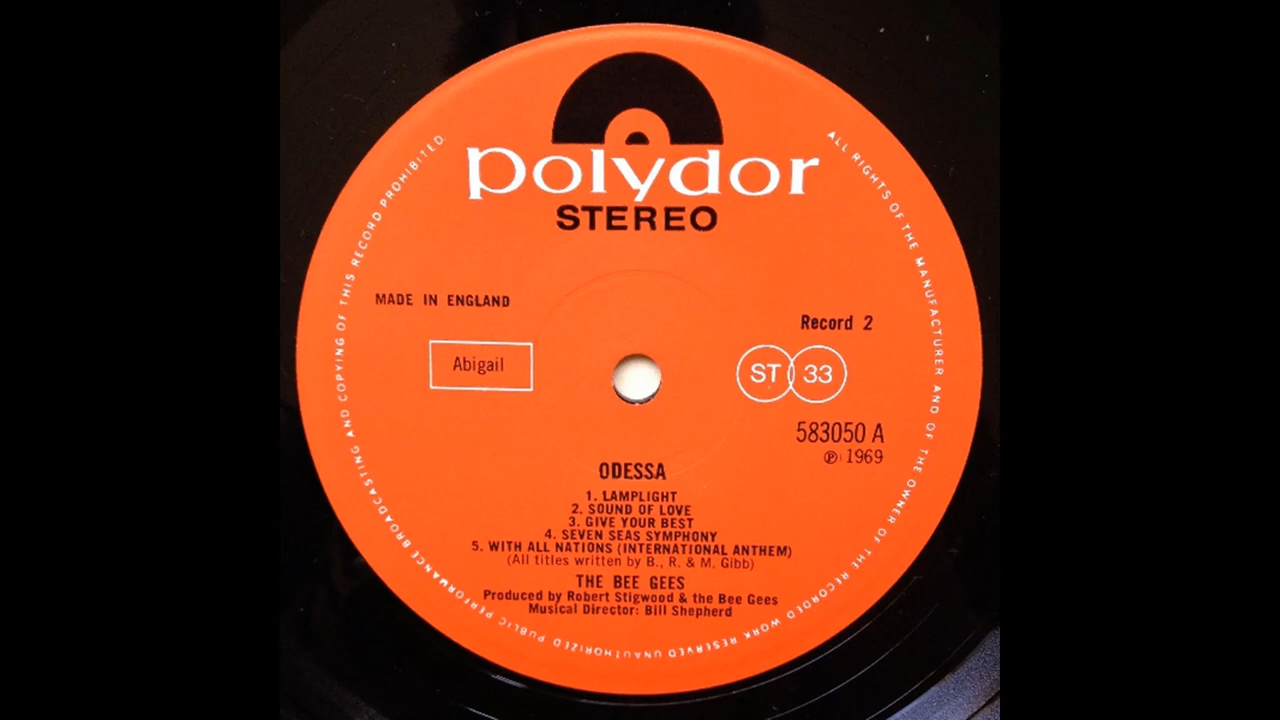 polydor
STEREO
MADE IN ENGLAND
Record 2
Abigail
ST 33
583050 A
℗ 1969
ODESSA
1. LAMPLIGHT
2. SOUND OF LOVE
3. GIVE YOUR BEST
4. SEVEN SEAS SYMPHONY
5. WITH ALL NATIONS (INTERNATIONAL ANTHEM)
(All titles written by B., R. & M. Gibb)
THE BEE GEES
Produced by Robert Stigwood & the Bee Gees
Musical Director: Bill Shepherd
ALL RIGHTS OF THE MANUFACTURER AND OF THE OWNER OF THE RECORDED WORK RESERVED UNAUTHORIZED PUBLIC PERFORMANCE BROADCASTING AND COPYING OF THIS RECORD PROHIBITED.